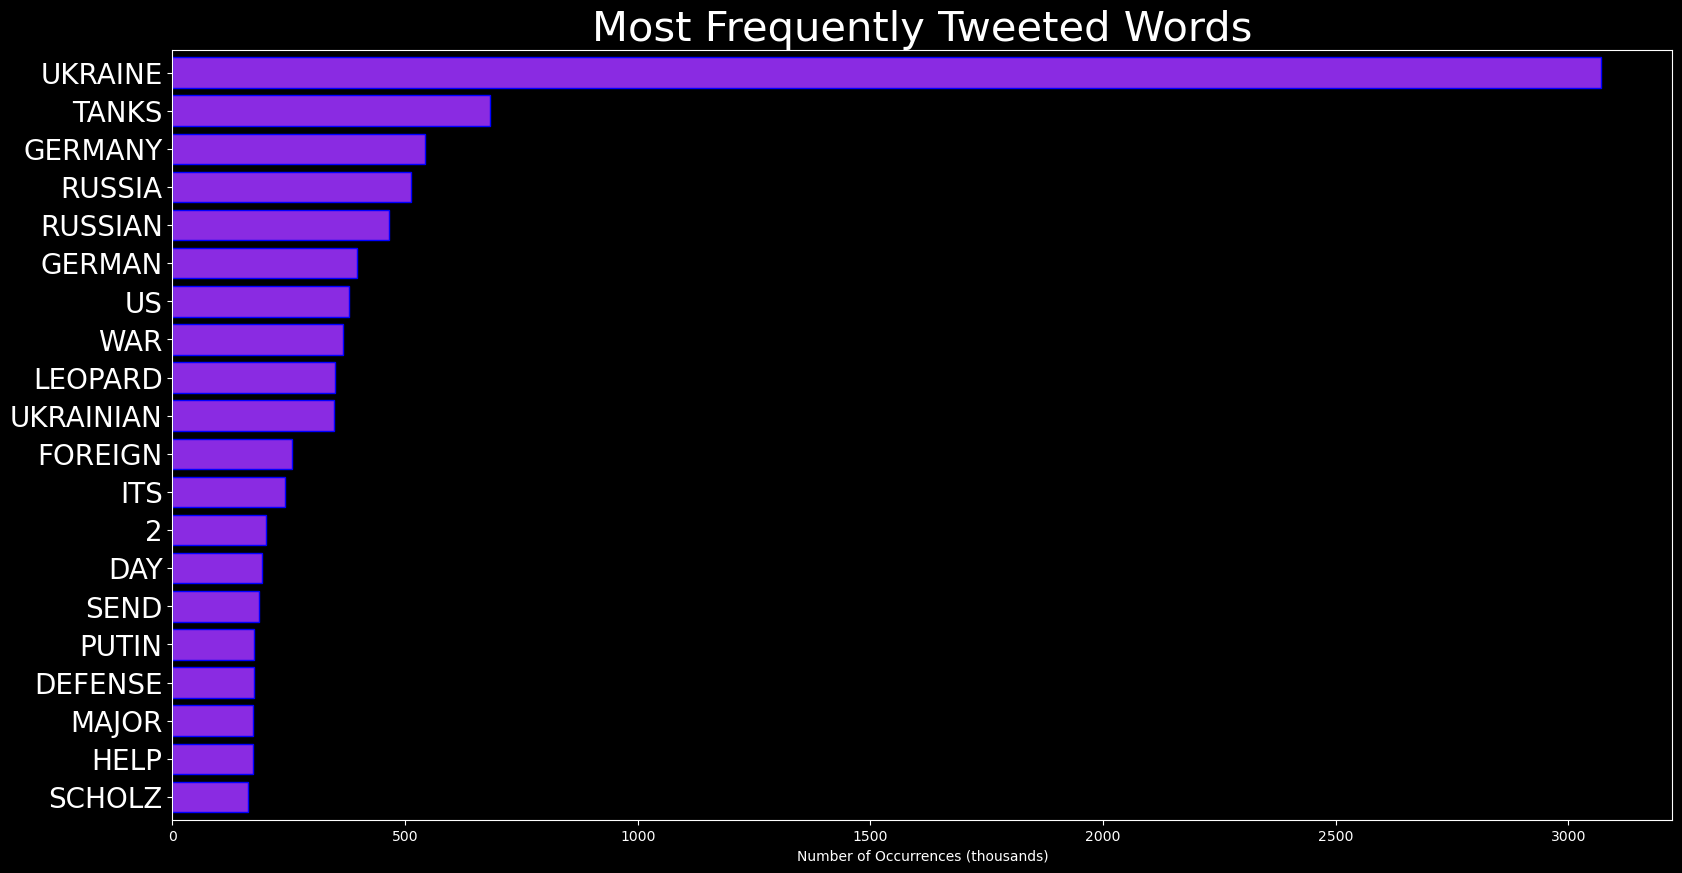 Most Frequently Tweeted Words
UKRAINE
TANKS
GERMANY
RUSSIA
RUSSIAN
GERMAN
US
WAR
LEOPARD
UKRAINIAN
FOREIGN
ITS
2
DAY
SEND
PUTIN
DEFENSE
MAJOR
HELP
SCHOLZ
0 500 1000 1500 2000 2500 3000
Number of Occurrences (thousands)